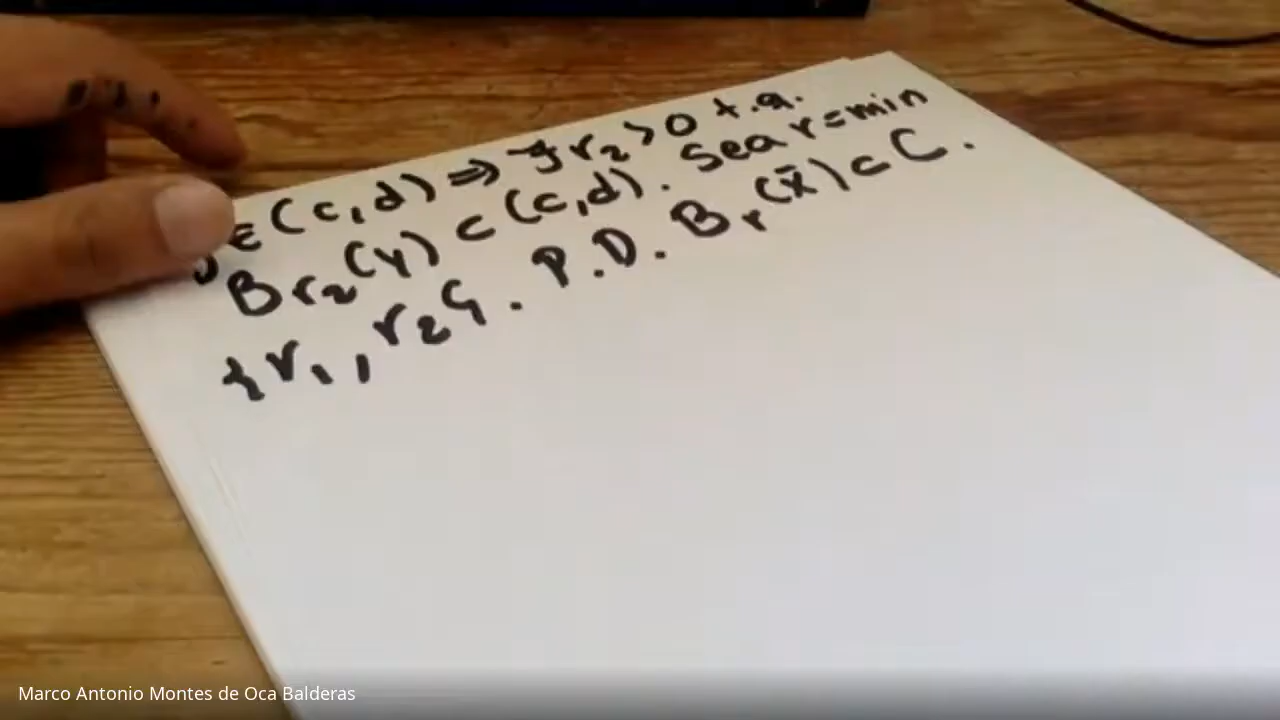 y ∈ (c,d) ⇒ ∃ r₂ > 0 t.q.
Br₂(y) ⊂ (c,d). Sea r = min
{r₁, r₂}. P.D. Br(x̄) ⊂ C.
Marco Antonio Montes de Oca Balderas